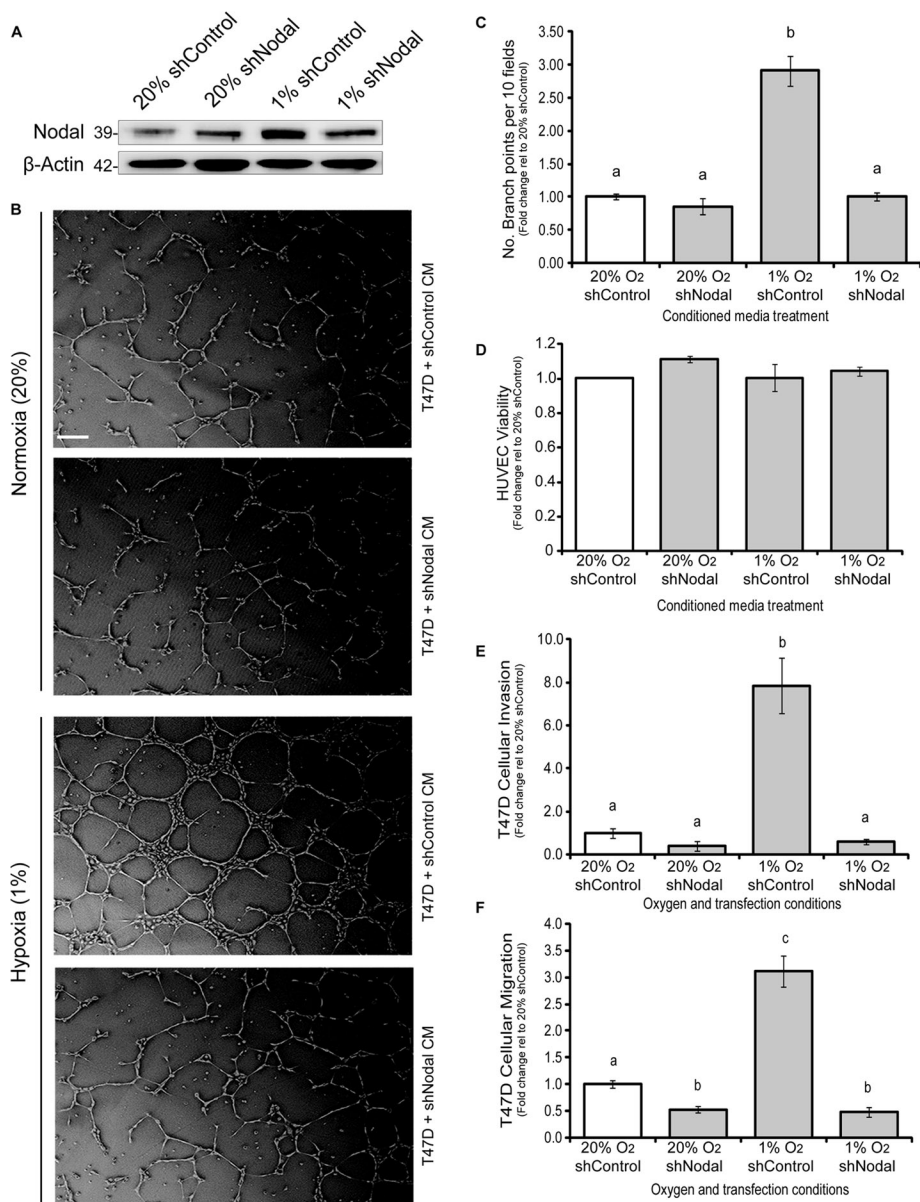 A
20% shControl
20% shNodal
1% shControl
1% shNodal
Nodal 39-
β-Actin 42-
B
Normoxia (20%)
T47D + shControl CM
T47D + shNodal CM
Hypoxia (1%)
T47D + shControl CM
T47D + shNodal CM
C
No. Branch points per 10 fields
(Fold change rel to 20% shControl)
3.50
3.00
2.50
2.00
1.50
1.00
0.50
0.00
a
a
b
a
20% O2 20% O2 1% O2 1% O2
shControl shNodal shControl shNodal
Conditioned media treatment
D
HUVEC Viability
(Fold change rel to 20% shControl)
1.2
1.0
0.8
0.6
0.4
1.2
0
20% O2 20% O2 1% O2 1% O2
shControl shNodal shControl shNodal
Conditioned media treatment
E
T47D Cellular Invasion
(Fold change rel to 20% shControl)
10.0
8.0
6.0
4.0
2.0
0.0
a
a
b
a
20% O2 20% O2 1% O2 1% O2
shControl shNodal shControl shNodal
Oxygen and transfection conditions
F
T47D Cellular Migration
(Fold change rel to 20% shControl)
4.0
3.5
3.0
2.5
2.0
1.5
1.0
0.5
0.0
a
b
c
b
20% O2 20% O2 1% O2 1% O2
shControl shNodal shControl shNodal
Oxygen and transfection conditions